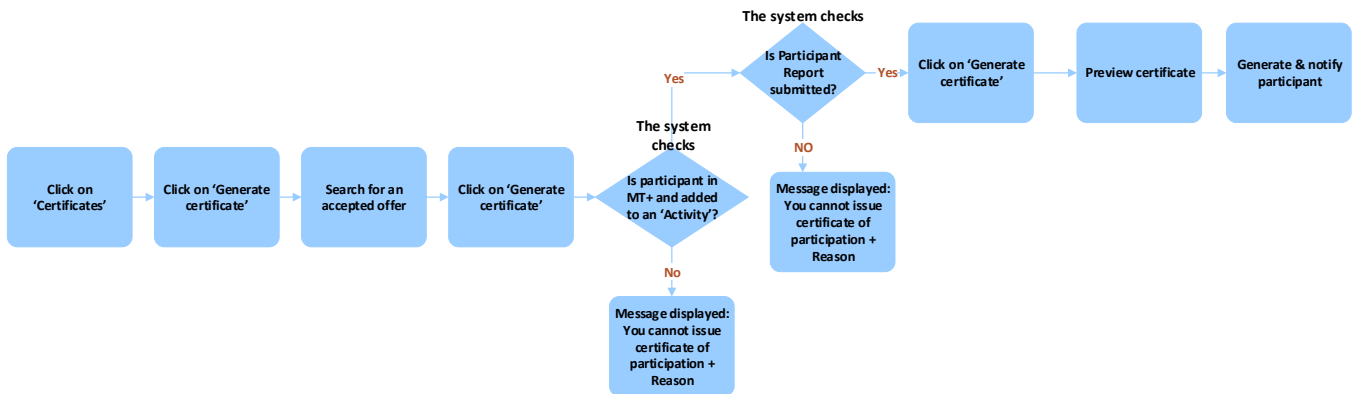 The system checks
Is Participant
Report
submitted?
Yes
Yes
Click on ‘Generate
certificate’
Preview certificate
Generate & notify
participant
The system
checks
NO
Click on
‘Certificates’
Click on ‘Generate
certificate’
Search for an
accepted offer
Click on ‘Generate
certificate’
Is participant in
MT+ and added
to an ‘Activity’?
Message displayed:
You cannot issue
certificate of
participation +
Reason
No
Message displayed:
You cannot issue
certificate of
participation +
Reason